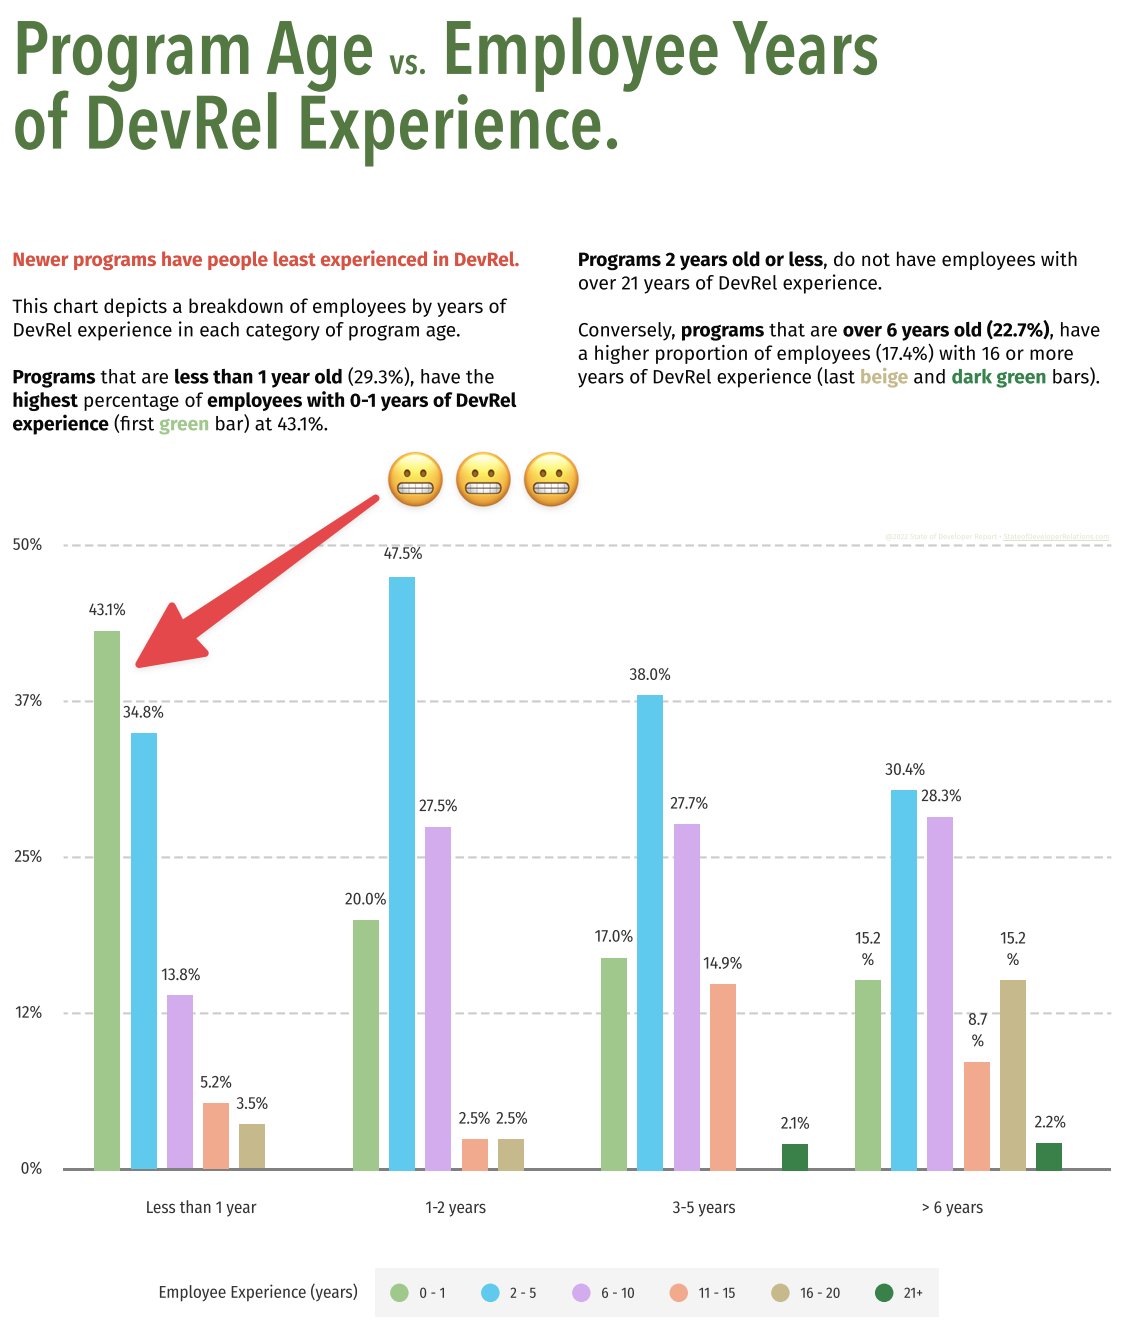 Program Age vs. Employee Years
of DevRel Experience.
Newer programs have people least experienced in DevRel.
This chart depicts a breakdown of employees by years of
DevRel experience in each category of program age.
Programs that are less than 1 year old (29.3%), have the
highest percentage of employees with 0-1 years of DevRel
experience (first green bar) at 43.1%.
Programs 2 years old or less, do not have employees with
over 21 years of DevRel experience.
Conversely, programs that are over 6 years old (22.7%), have
a higher proportion of employees (17.4%) with 16 or more
years of DevRel experience (last beige and dark green bars).
©2023 State of Developer Report • StateofDeveloperRelations.com
50%
37%
25%
12%
0%
43.1%
34.8%
13.8%
5.2%
3.5%
20.0%
47.5%
27.5%
2.5%
2.5%
17.0%
38.0%
27.7%
14.9%
2.1%
15.2
%
30.4%
28.3%
8.7
%
15.2
%
2.2%
Less than 1 year
1-2 years
3-5 years
> 6 years
Employee Experience (years)
0 - 1
2 - 5
6 - 10
11 - 15
16 - 20
21+